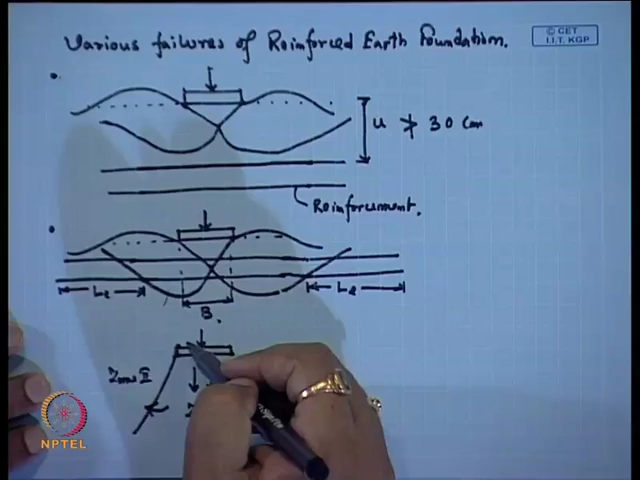 Various failures of Reinforced Earth Foundation.
© CET
I.I.T. KGP
u ≯ 30 cm
Reinforcement.
Le
Le
B.
Zone II
NPTEL